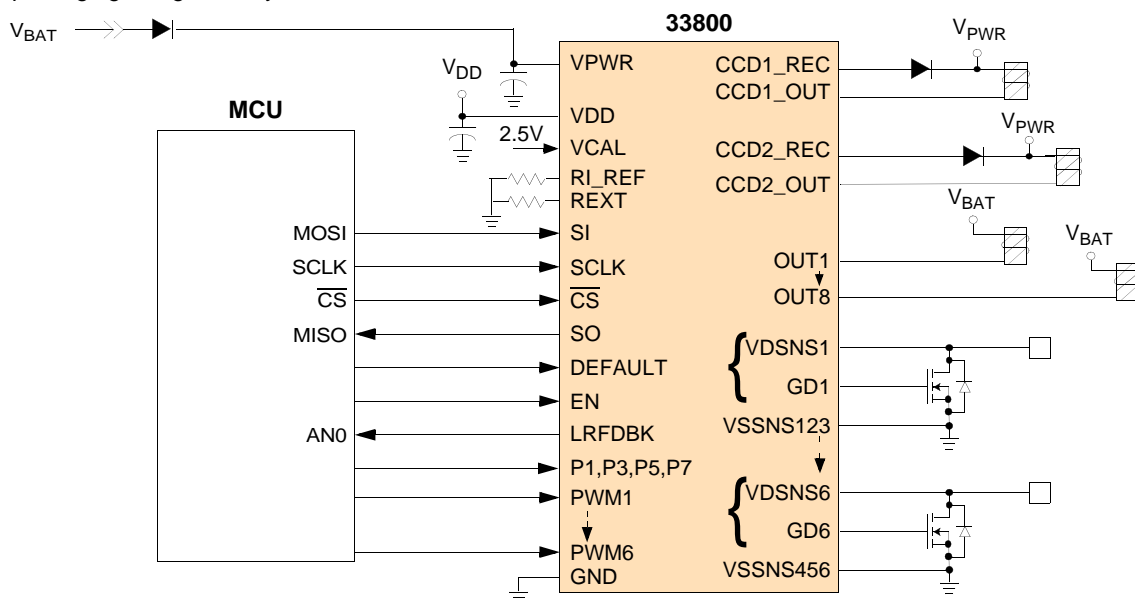 33800
V_BAT
VPWR
V_DD
VDD
2.5V
VCAL
RI_REF
REXT
MCU
MOSI
SCLK
CS
MISO
AN0
SI
SCLK
CS
SO
DEFAULT
EN
LRFDBK
P1,P3,P5,P7
PWM1
PWM6
GND
CCD1_REC
CCD1_OUT
CCD2_REC
CCD2_OUT
OUT1
OUT8
{ VDSNS1
GD1
VSSNS123
{ VDSNS6
GD6
VSSNS456
V_PWR
V_PWR
V_BAT
V_BAT